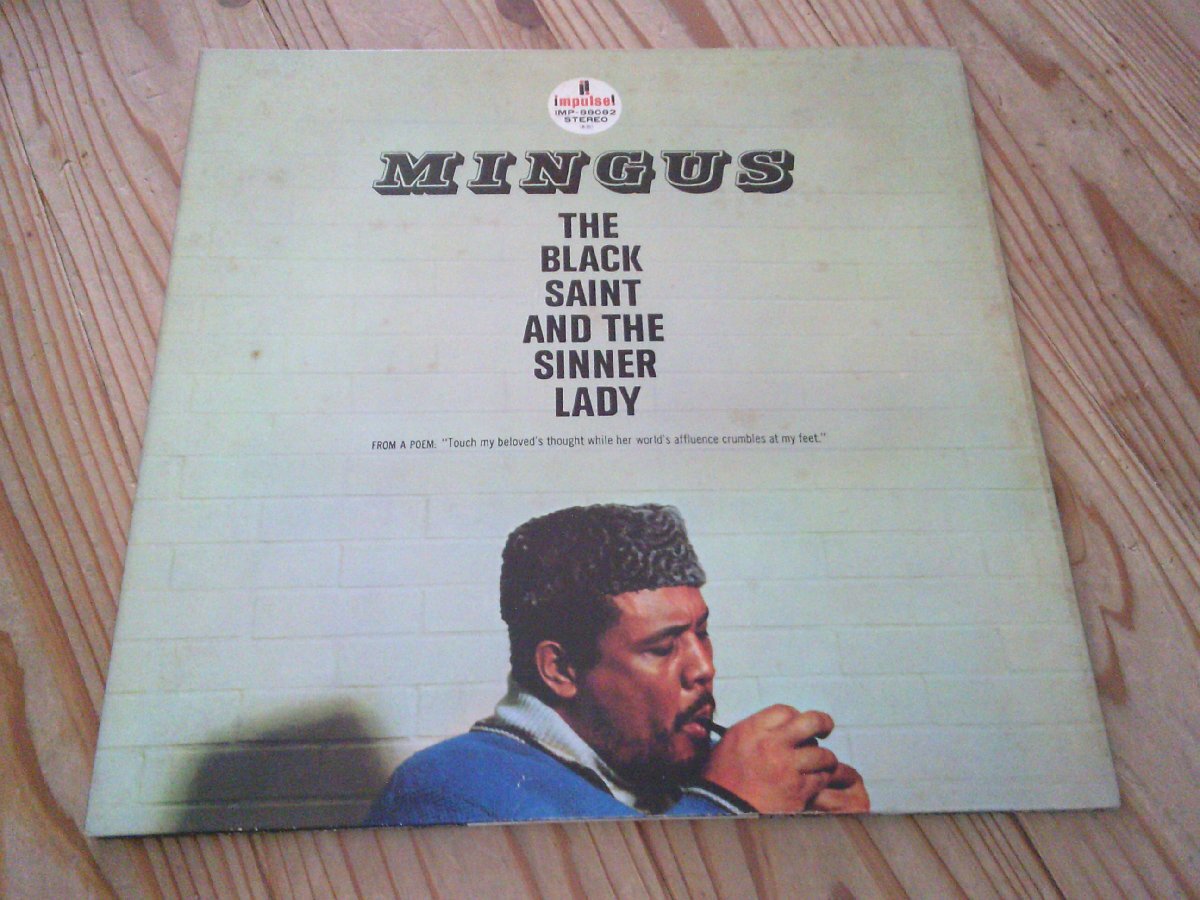 impulse!
IMP-88082
STEREO
MINGUS
THE
BLACK
SAINT
AND THE
SINNER
LADY
FROM A POEM: "Touch my beloved's thought while her world's affluence crumbles at my feet."